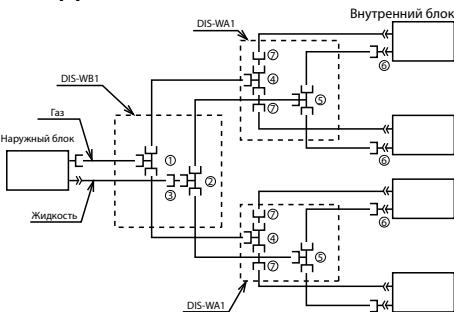 DIS-WA1
Внутренний блок
⑦
④
⑥
DIS-WB1
⑦
⑤
Газ
Наружный блок
①
②
⑥
③
Жидкость
⑦
⑥
④
⑤
⑦
DIS-WA1